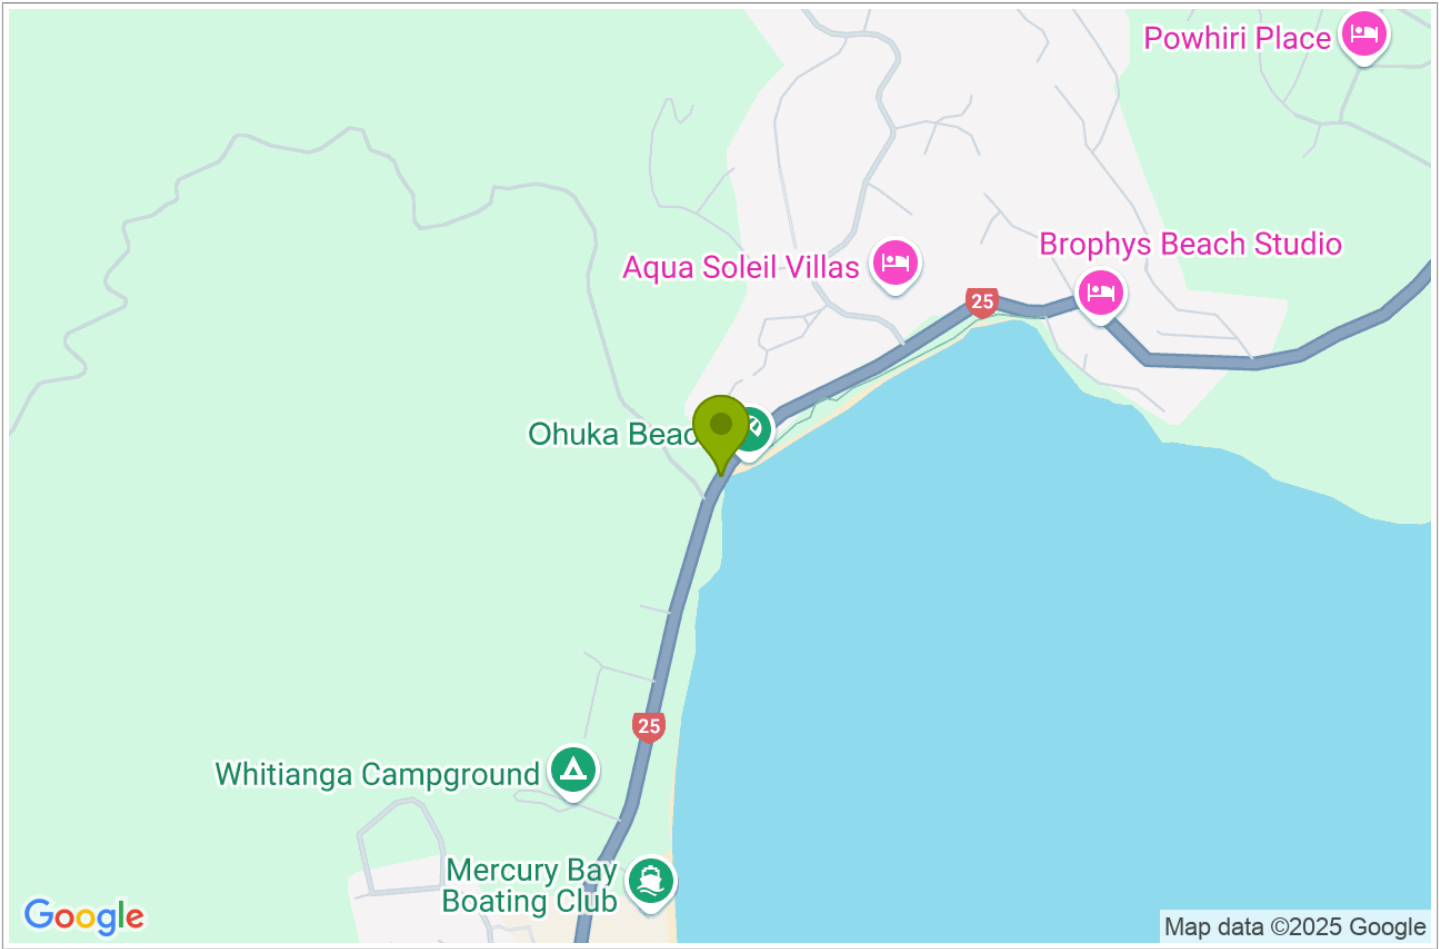 Powhiri Place
Brophys Beach Studio
Aqua Soleil Villas
25
Ohuka Beac
25
Whitianga Campground
Mercury Bay
Boating Club
Google
Map data ©2025 Google